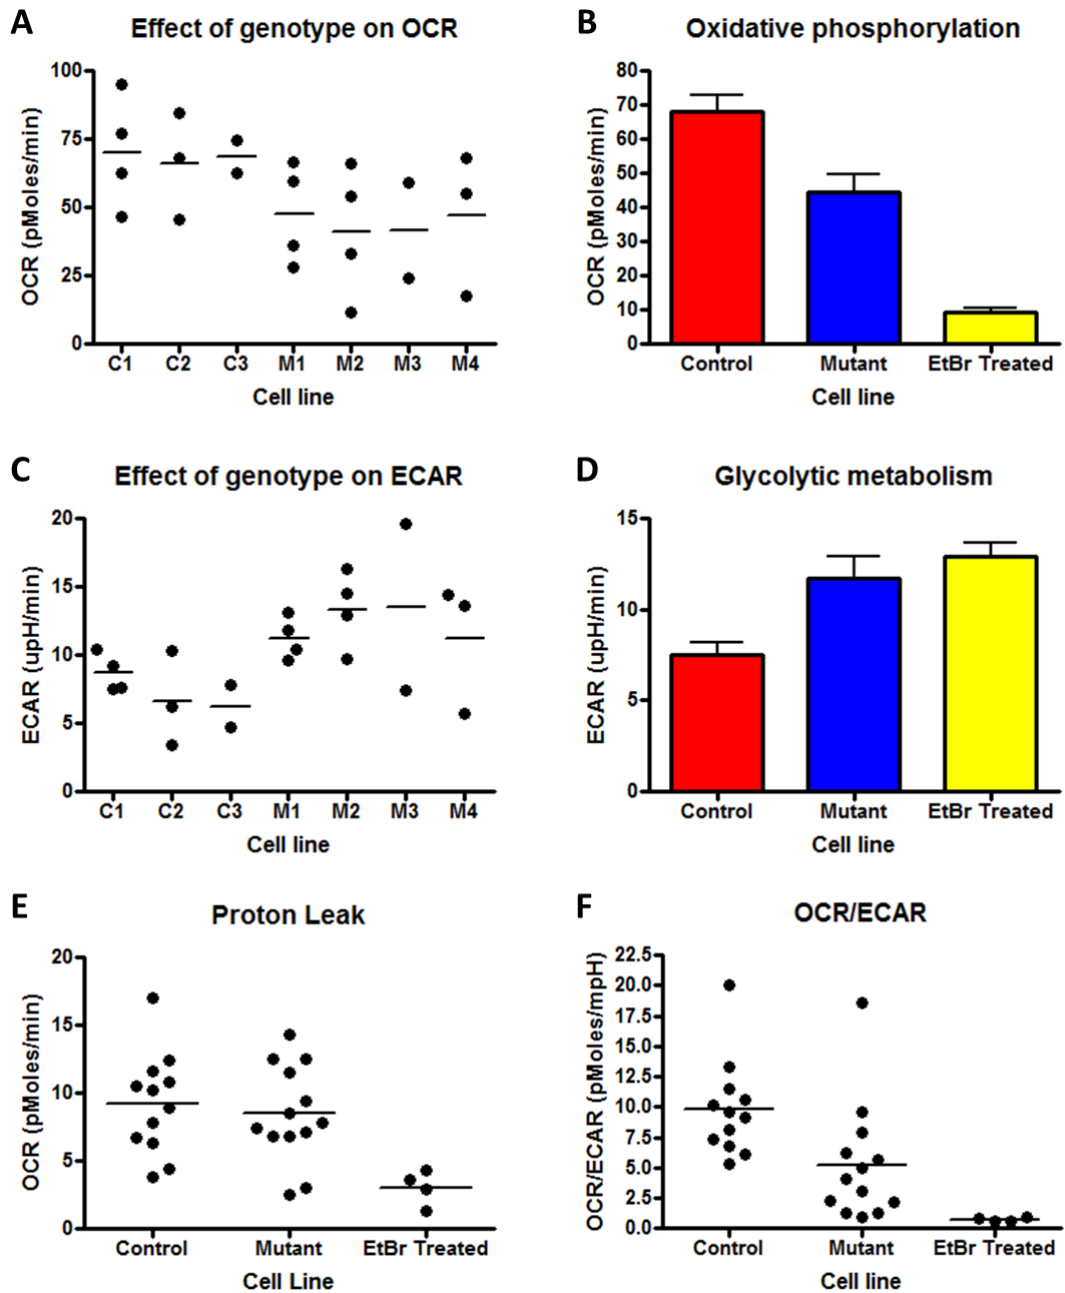 A
Effect of genotype on OCR
OCR (pMoles/min)
100
75
50
25
0
C1 C2 C3 M1 M2 M3 M4
Cell line
B
Oxidative phosphorylation
OCR (pMoles/min)
80
70
60
50
40
30
20
10
0
Control Mutant EtBr Treated
Cell line
C
Effect of genotype on ECAR
ECAR (upH/min)
20
15
10
5
0
C1 C2 C3 M1 M2 M3 M4
Cell line
D
Glycolytic metabolism
ECAR (upH/min)
15
10
5
0
Control Mutant EtBr Treated
Cell line
E
Proton Leak
OCR (pMoles/min)
20
15
10
5
0
Control Mutant EtBr Treated
Cell Line
F
OCR/ECAR
OCR/ECAR (pMoles/mpH)
22.5
20.0
17.5
15.0
12.5
10.0
7.5
5.0
2.5
0.0
Control Mutant EtBr Treated
Cell line